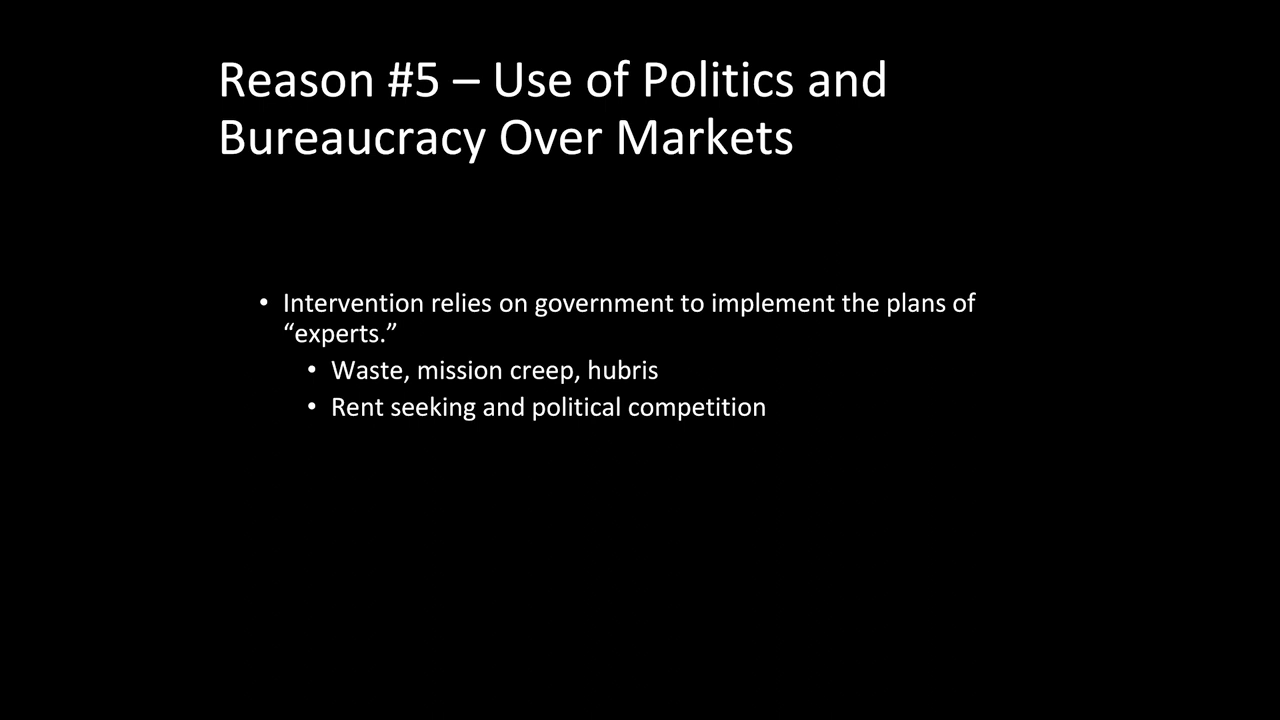 Reason #5 – Use of Politics and
Bureaucracy Over Markets
• Intervention relies on government to implement the plans of
“experts.”
• Waste, mission creep, hubris
• Rent seeking and political competition